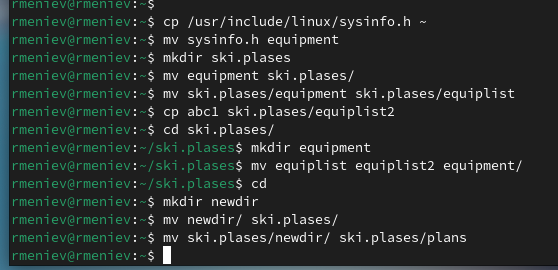 rmeniev@rmeniev:~$
rmeniev@rmeniev:~$ cp /usr/include/linux/sysinfo.h ~
rmeniev@rmeniev:~$ mv sysinfo.h equipment
rmeniev@rmeniev:~$ mkdir ski.plases
rmeniev@rmeniev:~$ mv equipment ski.plases/
rmeniev@rmeniev:~$ mv ski.plases/equipment ski.plases/equiplist
rmeniev@rmeniev:~$ cp abc1 ski.plases/equiplist2
rmeniev@rmeniev:~$ cd ski.plases/
rmeniev@rmeniev:~/ski.plases$ mkdir equipment
rmeniev@rmeniev:~/ski.plases$ mv equiplist equiplist2 equipment/
rmeniev@rmeniev:~/ski.plases$ cd
rmeniev@rmeniev:~$ mkdir newdir
rmeniev@rmeniev:~$ mv newdir/ ski.plases/
rmeniev@rmeniev:~$ mv ski.plases/newdir/ ski.plases/plans
rmeniev@rmeniev:~$